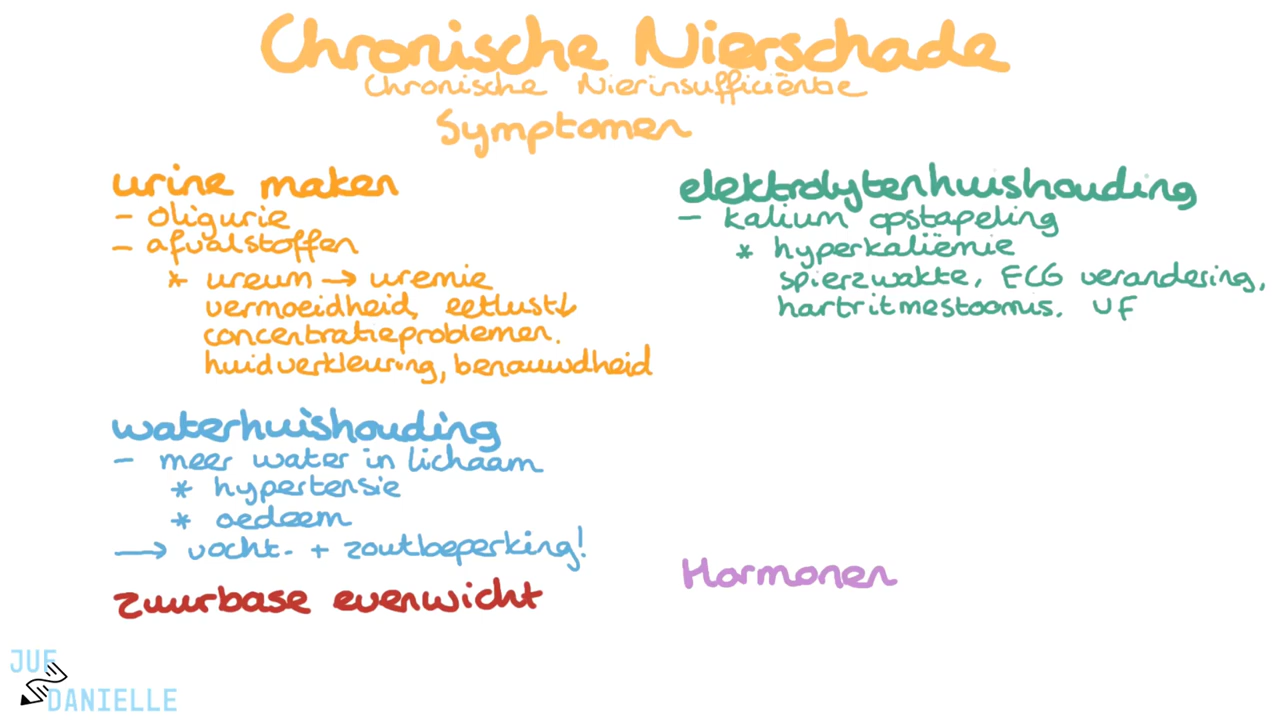 Chronische Nierschade
Chronische Nierinsufficiëntie
Symptomen
urine maken
- oligurie
- afvalstoffen
* ureum → uremie
vermoeidheid, eetlust↓
concentratieproblemen.
huidverkleuring, benauwdheid
waterhuishouding
- meer water in lichaam
* hypertensie
* oedeem
→ vocht- + zoutbeperking!
zuurbase evenwicht
elektrolytenhuishouding
- kalium opstapeling
* hyperkaliëmie
spierzwakte, ECG verandering,
hartritmestoornis, VF
Hormonen
JUF
DANIELLE